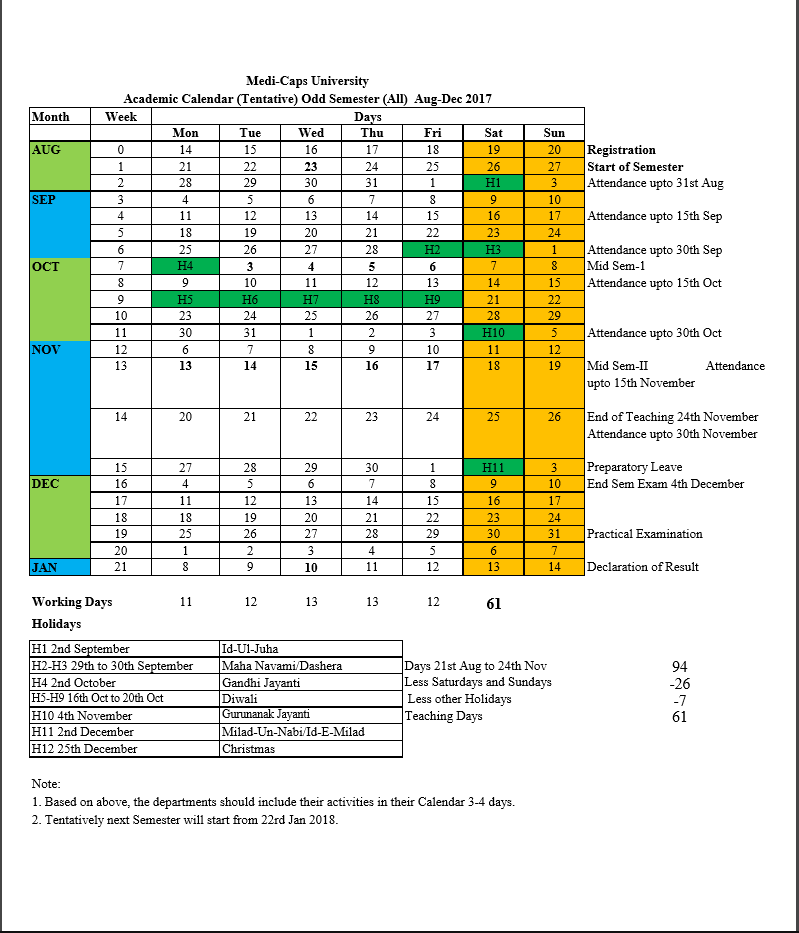 Medi-Caps University
Academic Calendar (Tentative) Odd Semester (All) Aug-Dec 2017
Month Week Days
Mon Tue Wed Thu Fri Sat Sun
AUG 0 14 15 16 17 18 19 20 Registration
1 21 22 23 24 25 26 27 Start of Semester
2 28 29 30 31 1 H1 3 Attendance upto 31st Aug
SEP 3 4 5 6 7 8 9 10
4 11 12 13 14 15 16 17 Attendance upto 15th Sep
5 18 19 20 21 22 23 24
6 25 26 27 28 H2 H3 1 Attendance upto 30th Sep
OCT 7 H4 3 4 5 6 7 8 Mid Sem-1
8 9 10 11 12 13 14 15 Attendance upto 15th Oct
9 H5 H6 H7 H8 H9 21 22
10 23 24 25 26 27 28 29
11 30 31 1 2 3 H10 5 Attendance upto 30th Oct
NOV 12 6 7 8 9 10 11 12
13 13 14 15 16 17 18 19 Mid Sem-II Attendance
upto 15th November
14 20 21 22 23 24 25 26 End of Teaching 24th November
Attendance upto 30th November
15 27 28 29 30 1 H11 3 Preparatory Leave
DEC 16 4 5 6 7 8 9 10 End Sem Exam 4th December
17 11 12 13 14 15 16 17
18 18 19 20 21 22 23 24
19 25 26 27 28 29 30 31 Practical Examination
20 1 2 3 4 5 6 7
JAN 21 8 9 10 11 12 13 14 Declaration of Result
Working Days 11 12 13 13 12 61
Holidays
H1 2nd September Id-Ul-Juha
H2-H3 29th to 30th September Maha Navami/Dashera Days 21st Aug to 24th Nov 94
H4 2nd October Gandhi Jayanti Less Saturdays and Sundays -26
H5-H9 16th Oct to 20th Oct Diwali Less other Holidays -7
H10 4th November Gurunanak Jayanti Teaching Days 61
H11 2nd December Milad-Un-Nabi/Id-E-Milad
H12 25th December Christmas
Note:
1. Based on above, the departments should include their activities in their Calendar 3-4 days.
2. Tentatively next Semester will start from 22rd Jan 2018.